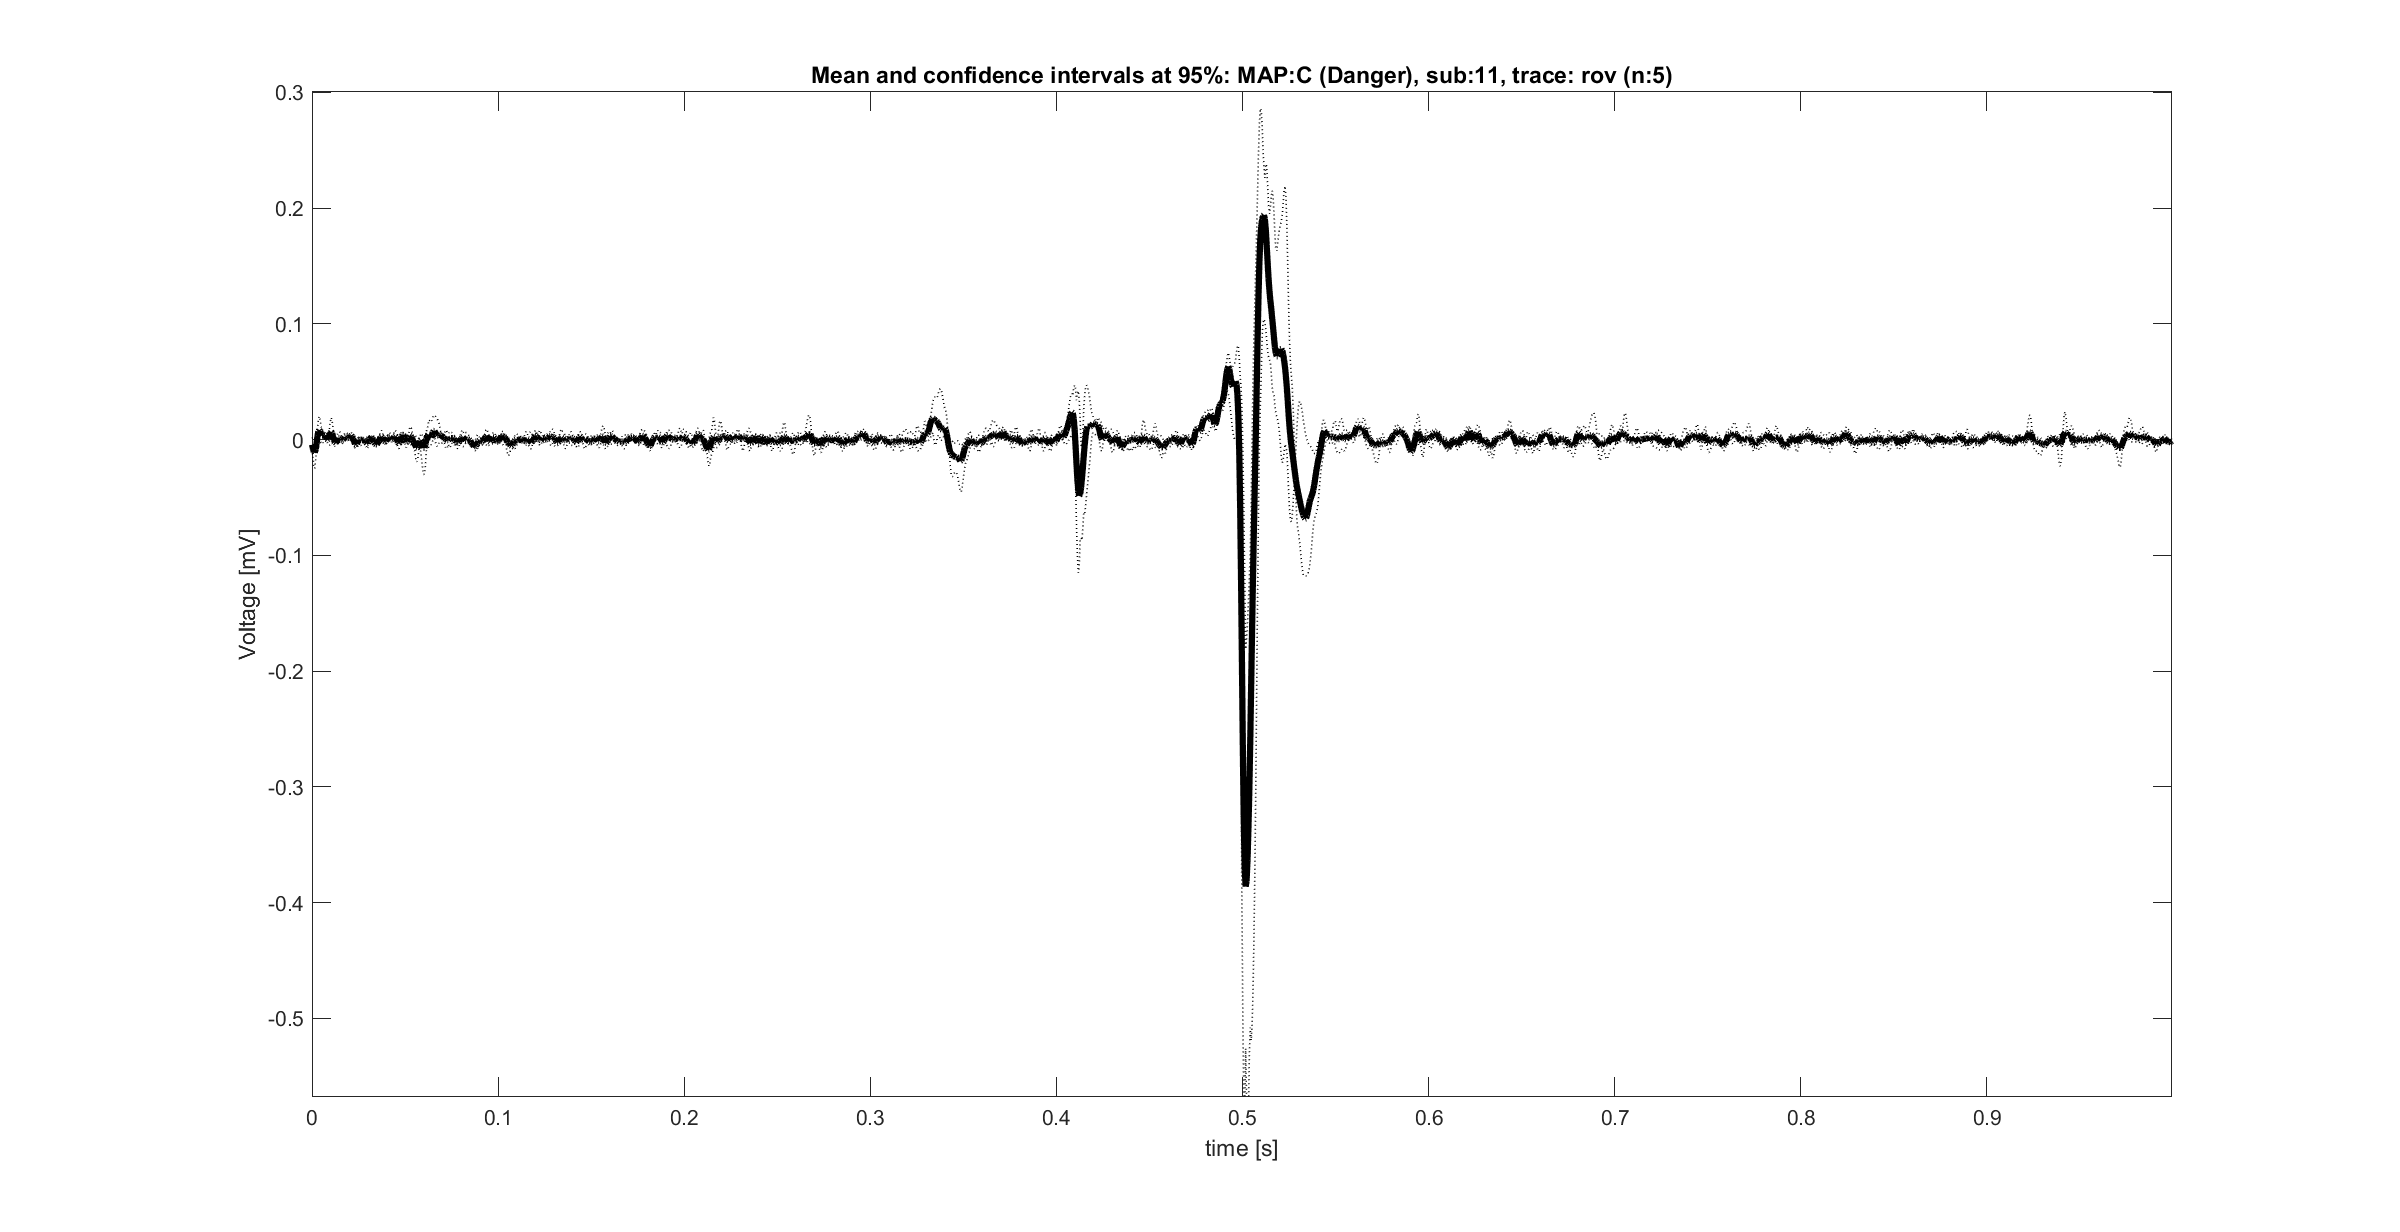 Mean and confidence intervals at 95%: MAP:C (Danger), sub:11, trace: rov (n:5)
0.3
0.2
0.1
0
-0.1
-0.2
-0.3
-0.4
-0.5
Voltage [mV]
0 0.1 0.2 0.3 0.4 0.5 0.6 0.7 0.8 0.9
time [s]